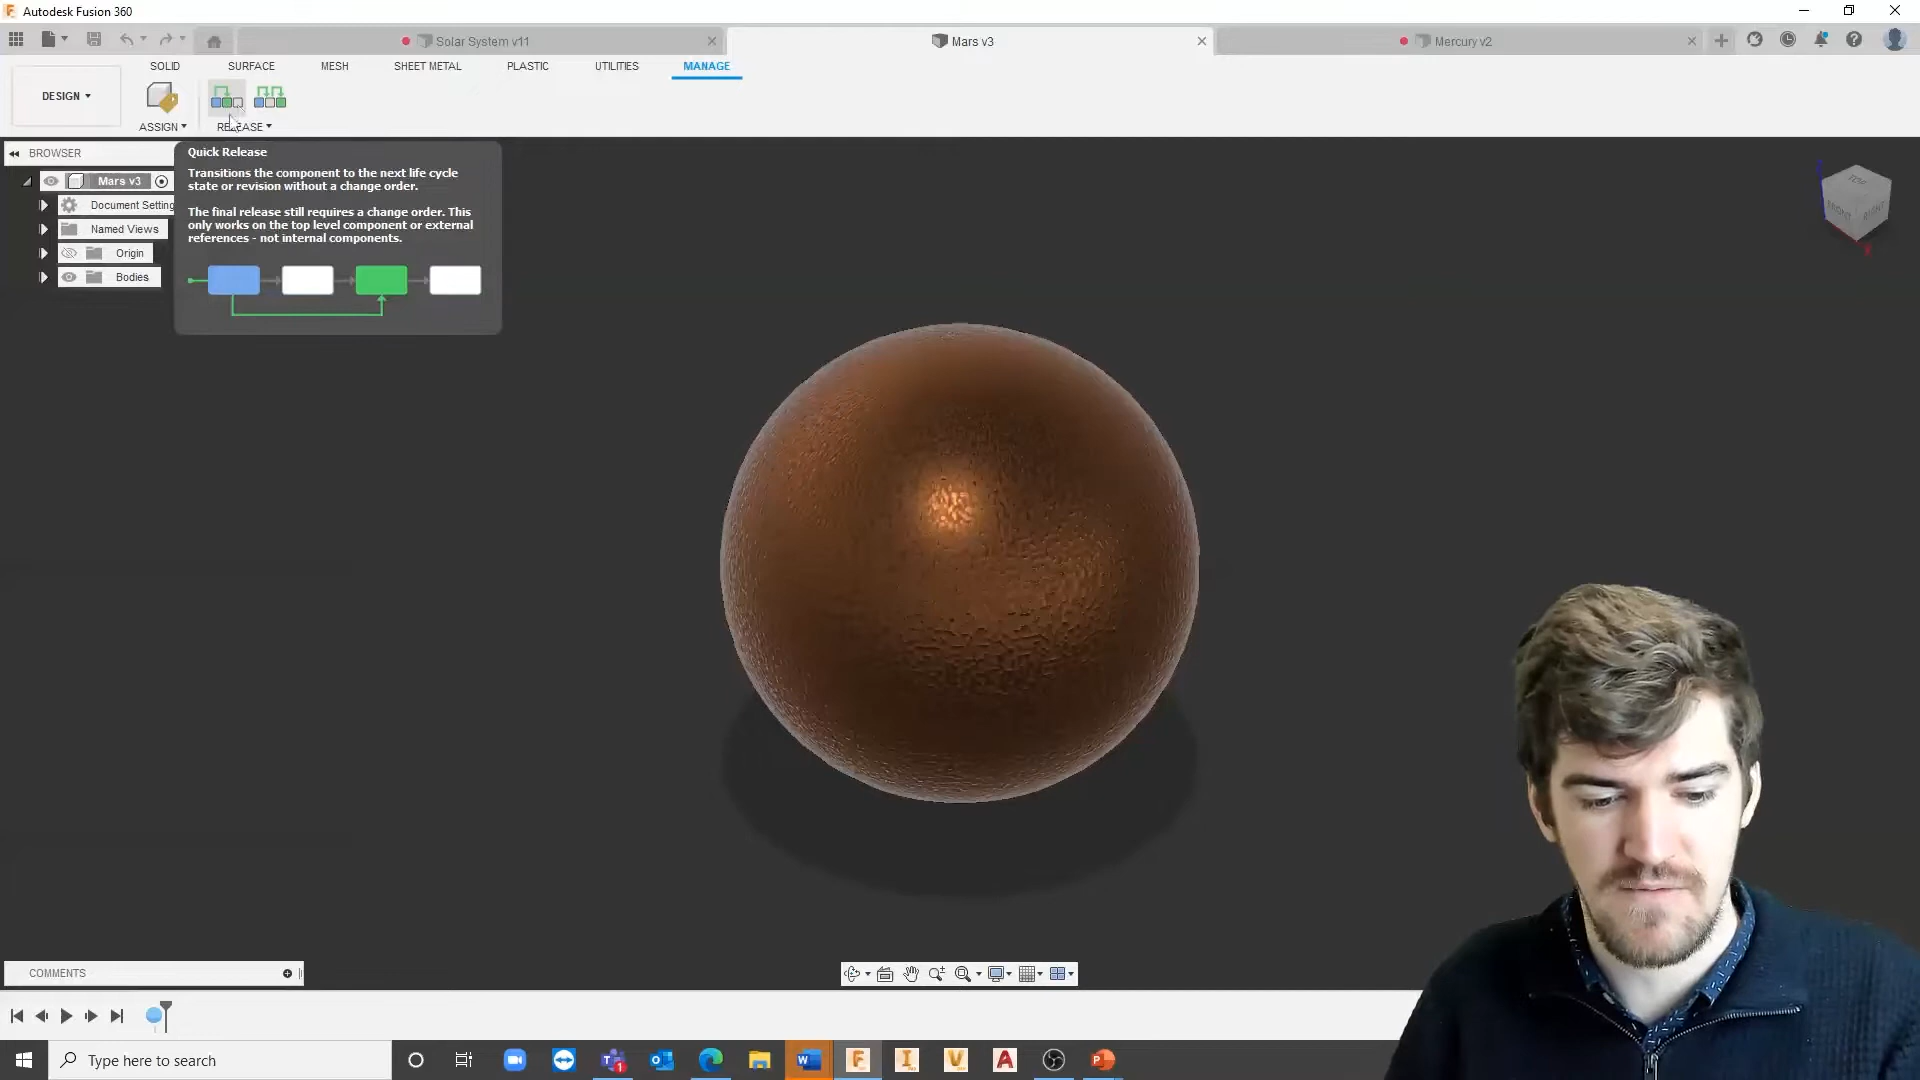 Autodesk Fusion 360
Solar System v11
Mars v3
Mercury v2
SOLID
SURFACE
MESH
SHEET METAL
PLASTIC
UTILITIES
MANAGE
DESIGN
ASSIGN
RELEASE
BROWSER
Mars v3
Document Setting
Named Views
Origin
Bodies
Quick Release
Transitions the component to the next life cycle
state or revision without a change order.
The final release still requires a change order. This
only works on the top level component or external
references - not internal components.
TOP
FRONT
RIGHT
COMMENTS
Type here to search